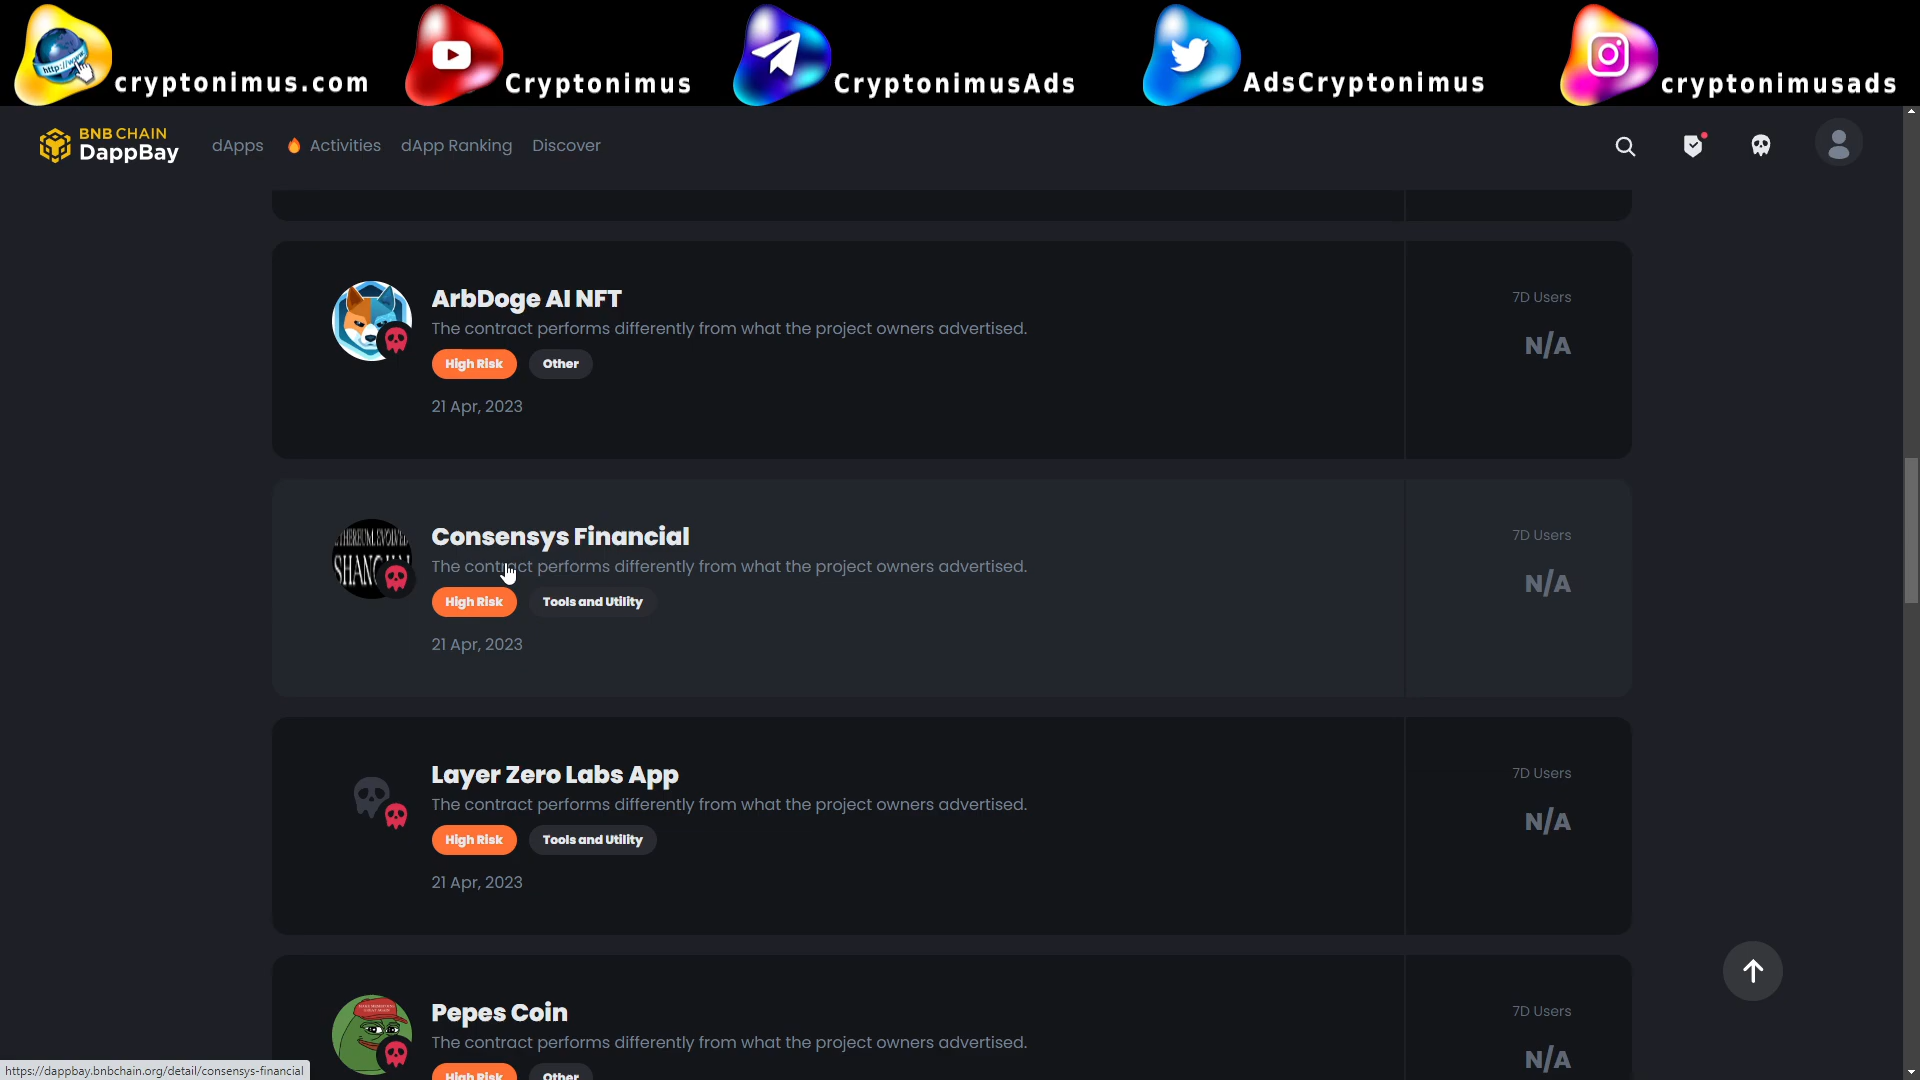 cryptonimus.com
Cryptonimus
CryptonimusAds
AdsCryptonimus
cryptonimusads
http://www
BNB CHAIN
DappBay
dApps
Activities
dApp Ranking
Discover
ArbDoge AI NFT
The contract performs differently from what the project owners advertised.
High Risk
Other
21 Apr, 2023
7D Users
N/A
Consensys Financial
The contract performs differently from what the project owners advertised.
High Risk
Tools and Utility
21 Apr, 2023
7D Users
N/A
Layer Zero Labs App
The contract performs differently from what the project owners advertised.
High Risk
Tools and Utility
21 Apr, 2023
7D Users
N/A
Pepes Coin
The contract performs differently from what the project owners advertised.
High Risk
Other
7D Users
N/A
https://dappbay.bnbchain.org/detail/consensys-financial